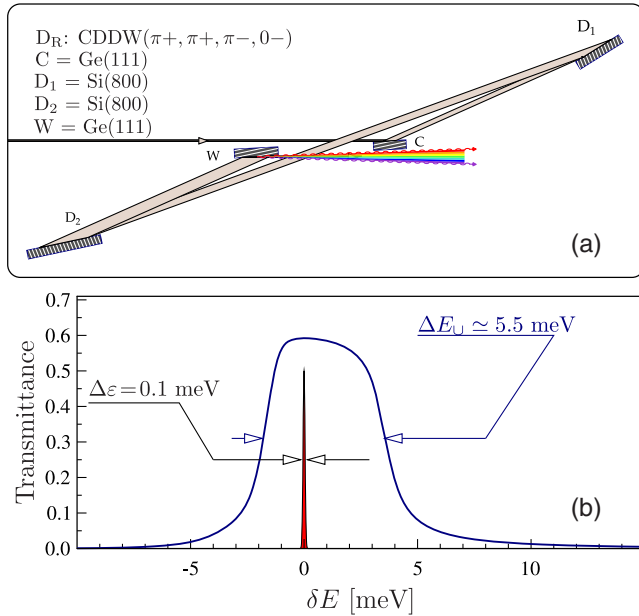 D_R: CDDW(π+, π+, π−, 0−)
C = Ge(111)
D_1 = Si(800)
D_2 = Si(800)
W = Ge(111)
D_1
W
C
D_2
(a)
0.7
0.6
0.5
0.4
0.3
0.2
0.1
0.0
Transmittance
ΔE_∪ ≃ 5.5 meV
Δε=0.1 meV
(b)
-5 0 5 10
δE [meV]